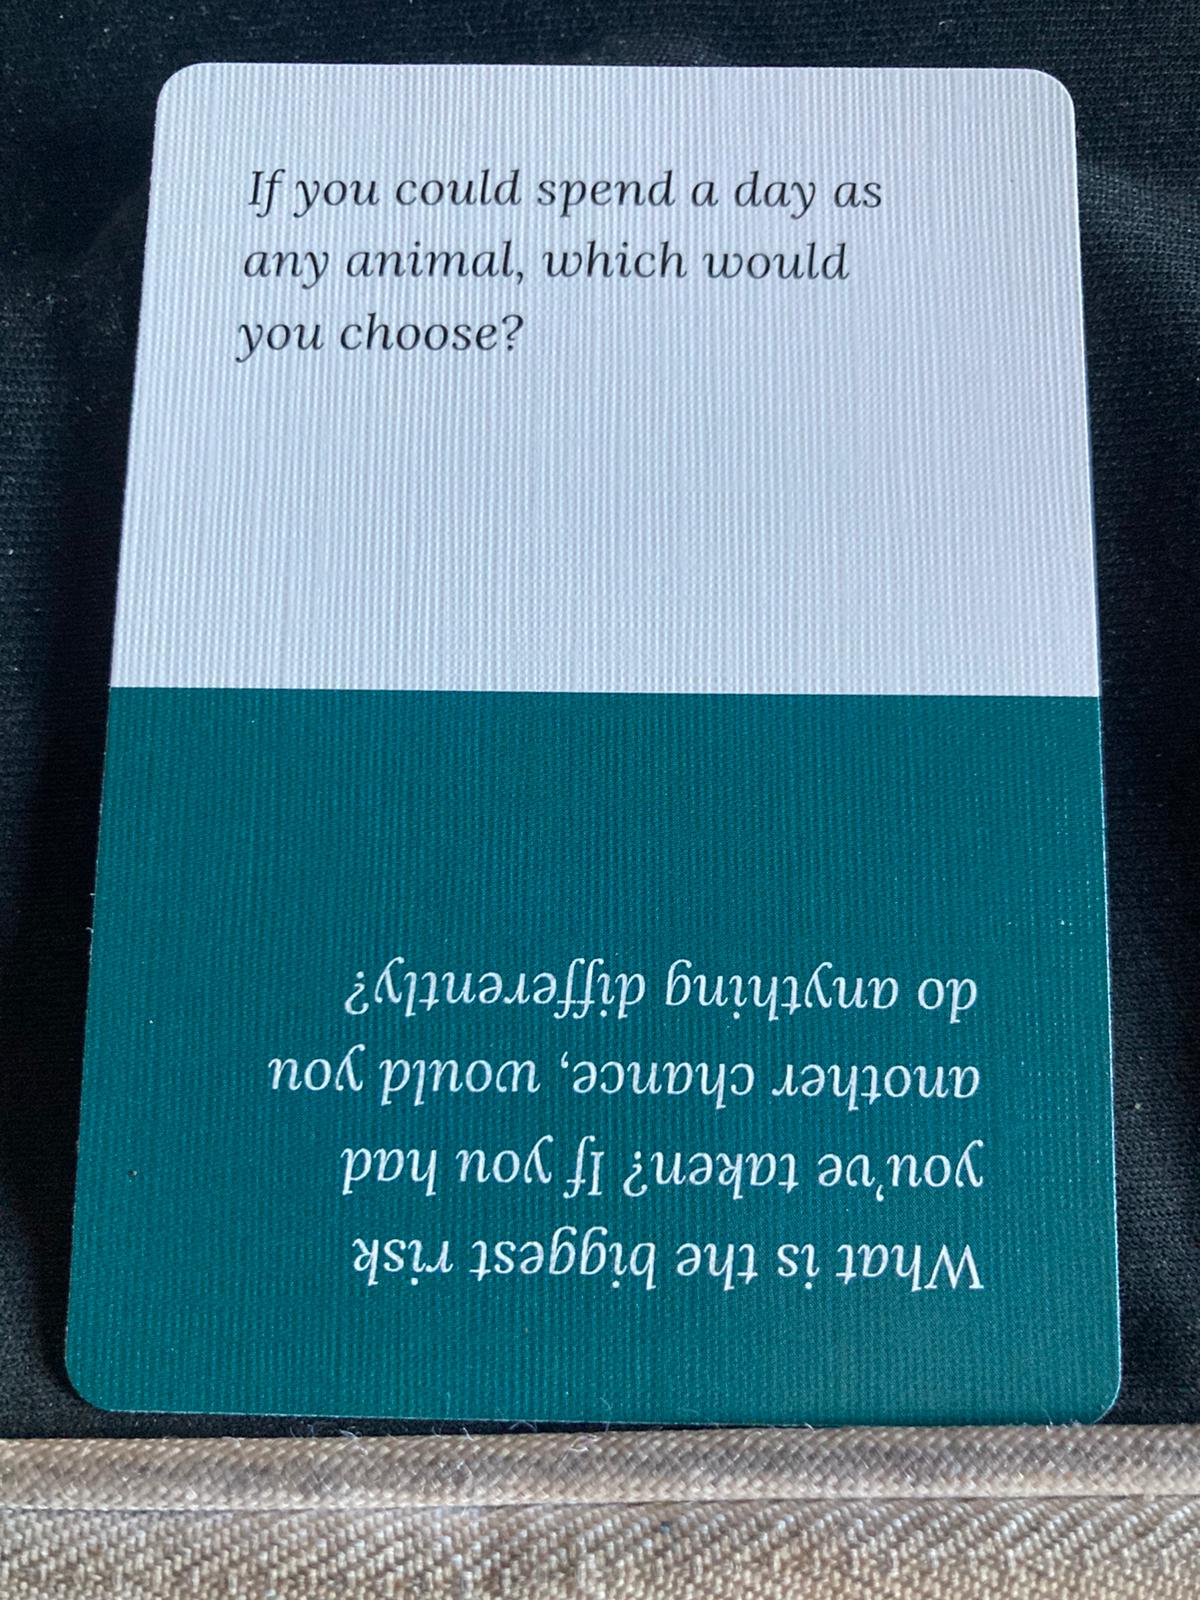 If you could spend a day as
any animal, which would
you choose?
What is the biggest risk
you've taken? If you had
another chance, would you
do anything differently?